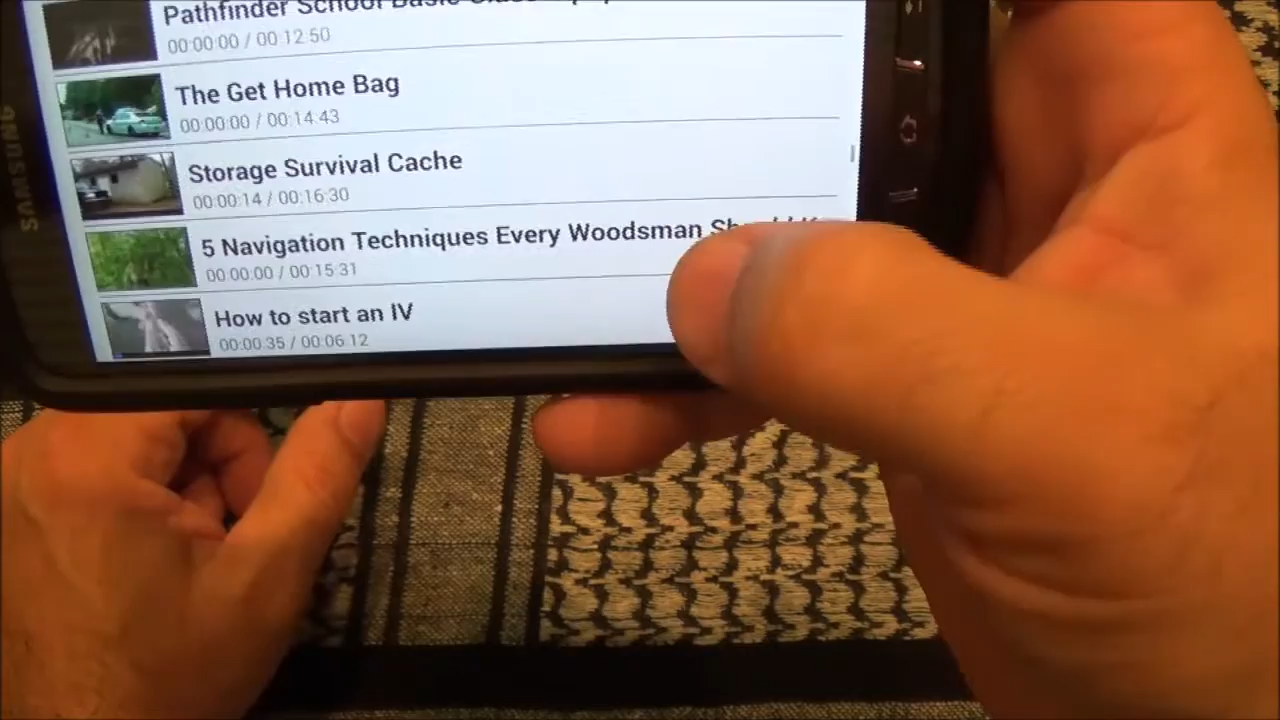 Pathfinder School Basic
00:00:00 / 00:12:50
The Get Home Bag
00:00:00 / 00:14:43
Storage Survival Cache
00:00:14 / 00:16:30
5 Navigation Techniques Every Woodsman
00:00:00 / 00:15:31
How to start an IV
00:00:35 / 00:06:12
SAMSUNG